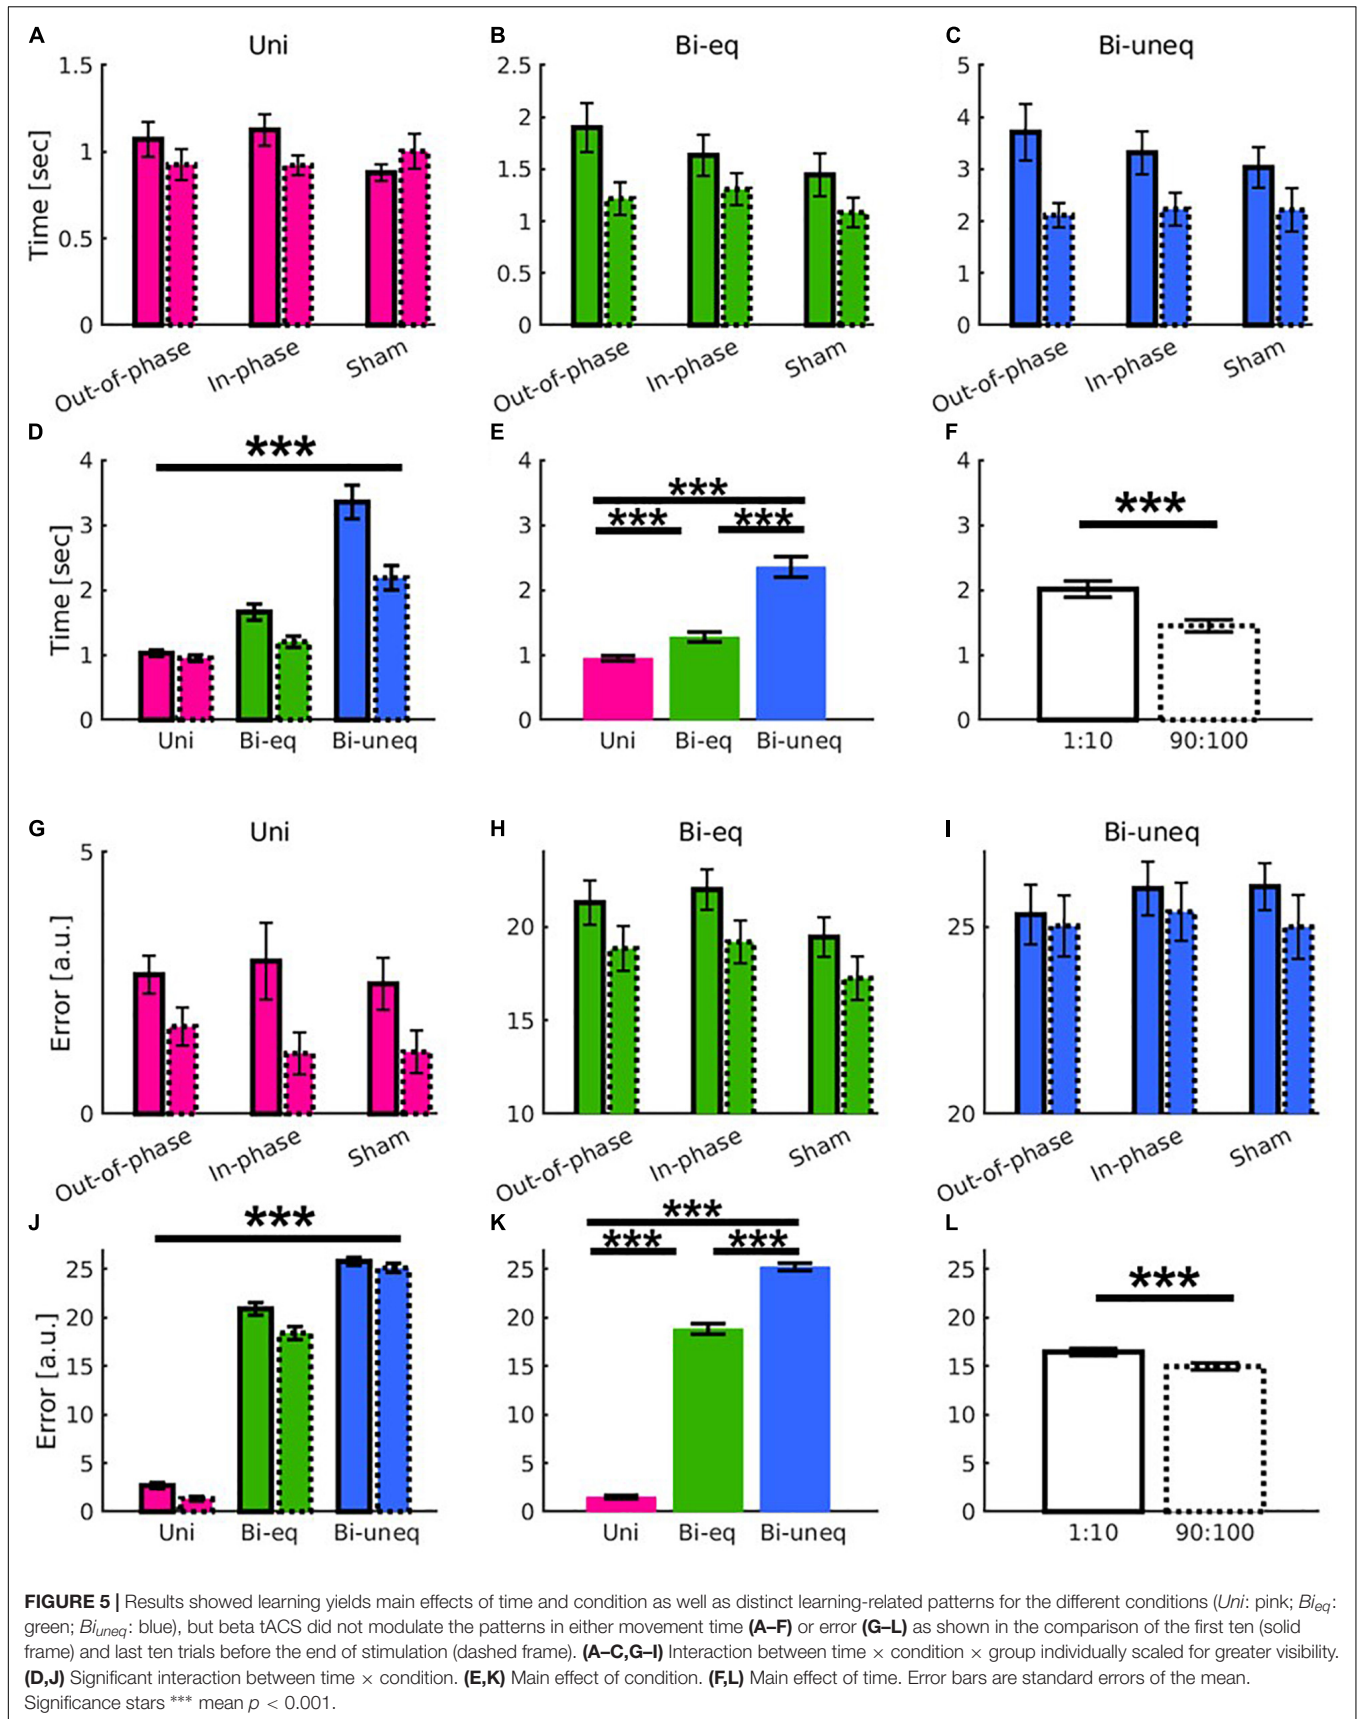 A
Uni
1.5
1
0.5
0
Time [sec]
Out-of-phase
In-phase
Sham
B
Bi-eq
2.5
2
1.5
1
0.5
0
Out-of-phase
In-phase
Sham
C
Bi-uneq
5
4
3
2
1
0
Out-of-phase
In-phase
Sham
D
***
4
3
2
1
0
Time [sec]
Uni Bi-eq Bi-uneq
E
***
*** ***
4
3
2
1
0
Uni Bi-eq Bi-uneq
F
***
4
3
2
1
0
1:10 90:100
G
Uni
5
0
Error [a.u.]
Out-of-phase
In-phase
Sham
H
Bi-eq
20
15
10
Out-of-phase
In-phase
Sham
I
Bi-uneq
25
20
Out-of-phase
In-phase
Sham
J
***
25
20
15
10
5
0
Error [a.u.]
Uni Bi-eq Bi-uneq
K
***
*** ***
25
20
15
10
5
0
Uni Bi-eq Bi-uneq
L
***
25
20
15
10
5
0
1:10 90:100
FIGURE 5 | Results showed learning yields main effects of time and condition as well as distinct learning-related patterns for the different conditions (Uni: pink; Bieq:
green; Biuneq: blue), but beta tACS did not modulate the patterns in either movement time (A–F) or error (G–L) as shown in the comparison of the first ten (solid
frame) and last ten trials before the end of stimulation (dashed frame). (A–C,G–I) Interaction between time × condition × group individually scaled for greater visibility.
(D,J) Significant interaction between time × condition. (E,K) Main effect of condition. (F,L) Main effect of time. Error bars are standard errors of the mean.
Significance stars *** mean p < 0.001.